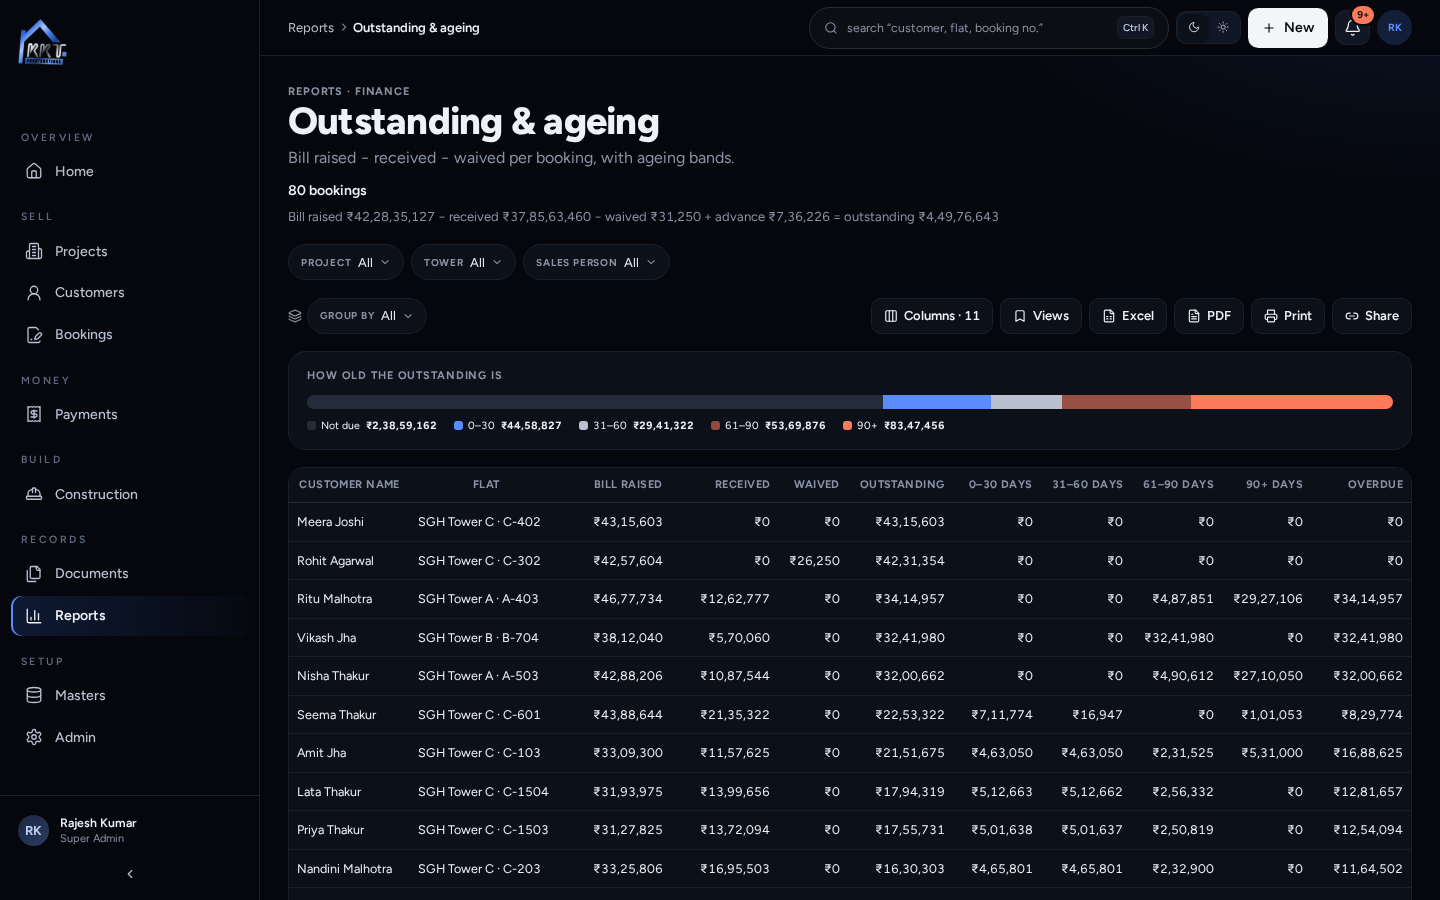 RKT
Reports > Outstanding & ageing
search “customer, flat, booking no.”
Ctrl K
New
9+
RK
OVERVIEW
Home
SELL
Projects
Customers
Bookings
MONEY
Payments
BUILD
Construction
RECORDS
Documents
Reports
SETUP
Masters
Admin
RK
Rajesh Kumar
Super Admin
REPORTS · FINANCE
Outstanding & ageing
Bill raised − received − waived per booking, with ageing bands.
80 bookings
Bill raised ₹42,28,35,127 − received ₹37,85,63,460 − waived ₹31,250 + advance ₹7,36,226 = outstanding ₹4,49,76,643
PROJECT All TOWER All SALES PERSON All
GROUP BY All Columns · 11 Views Excel PDF Print Share
HOW OLD THE OUTSTANDING IS
Not due ₹2,38,59,162 0–30 ₹44,58,827 31–60 ₹29,41,322 61–90 ₹53,69,876 90+ ₹83,47,456
CUSTOMER NAME FLAT BILL RAISED RECEIVED WAIVED OUTSTANDING 0–30 DAYS 31–60 DAYS 61–90 DAYS 90+ DAYS OVERDUE
Meera Joshi SGH Tower C · C-402 ₹43,15,603 ₹0 ₹0 ₹43,15,603 ₹0 ₹0 ₹0 ₹0 ₹0
Rohit Agarwal SGH Tower C · C-302 ₹42,57,604 ₹0 ₹26,250 ₹42,31,354 ₹0 ₹0 ₹0 ₹0 ₹0
Ritu Malhotra SGH Tower A · A-403 ₹46,77,734 ₹12,62,777 ₹0 ₹34,14,957 ₹0 ₹0 ₹4,87,851 ₹29,27,106 ₹34,14,957
Vikash Jha SGH Tower B · B-704 ₹38,12,040 ₹5,70,060 ₹0 ₹32,41,980 ₹0 ₹0 ₹32,41,980 ₹0 ₹32,41,980
Nisha Thakur SGH Tower A · A-503 ₹42,88,206 ₹10,87,544 ₹0 ₹32,00,662 ₹0 ₹0 ₹4,90,612 ₹27,10,050 ₹32,00,662
Seema Thakur SGH Tower C · C-601 ₹43,88,644 ₹21,35,322 ₹0 ₹22,53,322 ₹7,11,774 ₹16,947 ₹0 ₹1,01,053 ₹8,29,774
Amit Jha SGH Tower C · C-103 ₹33,09,300 ₹11,57,625 ₹0 ₹21,51,675 ₹4,63,050 ₹4,63,050 ₹2,31,525 ₹5,31,000 ₹16,88,625
Lata Thakur SGH Tower C · C-1504 ₹31,93,975 ₹13,99,656 ₹0 ₹17,94,319 ₹5,12,663 ₹5,12,662 ₹2,56,332 ₹0 ₹12,81,657
Priya Thakur SGH Tower C · C-1503 ₹31,27,825 ₹13,72,094 ₹0 ₹17,55,731 ₹5,01,638 ₹5,01,637 ₹2,50,819 ₹0 ₹12,54,094
Nandini Malhotra SGH Tower C · C-203 ₹33,25,806 ₹16,95,503 ₹0 ₹16,30,303 ₹4,65,801 ₹4,65,801 ₹2,32,900 ₹0 ₹11,64,502